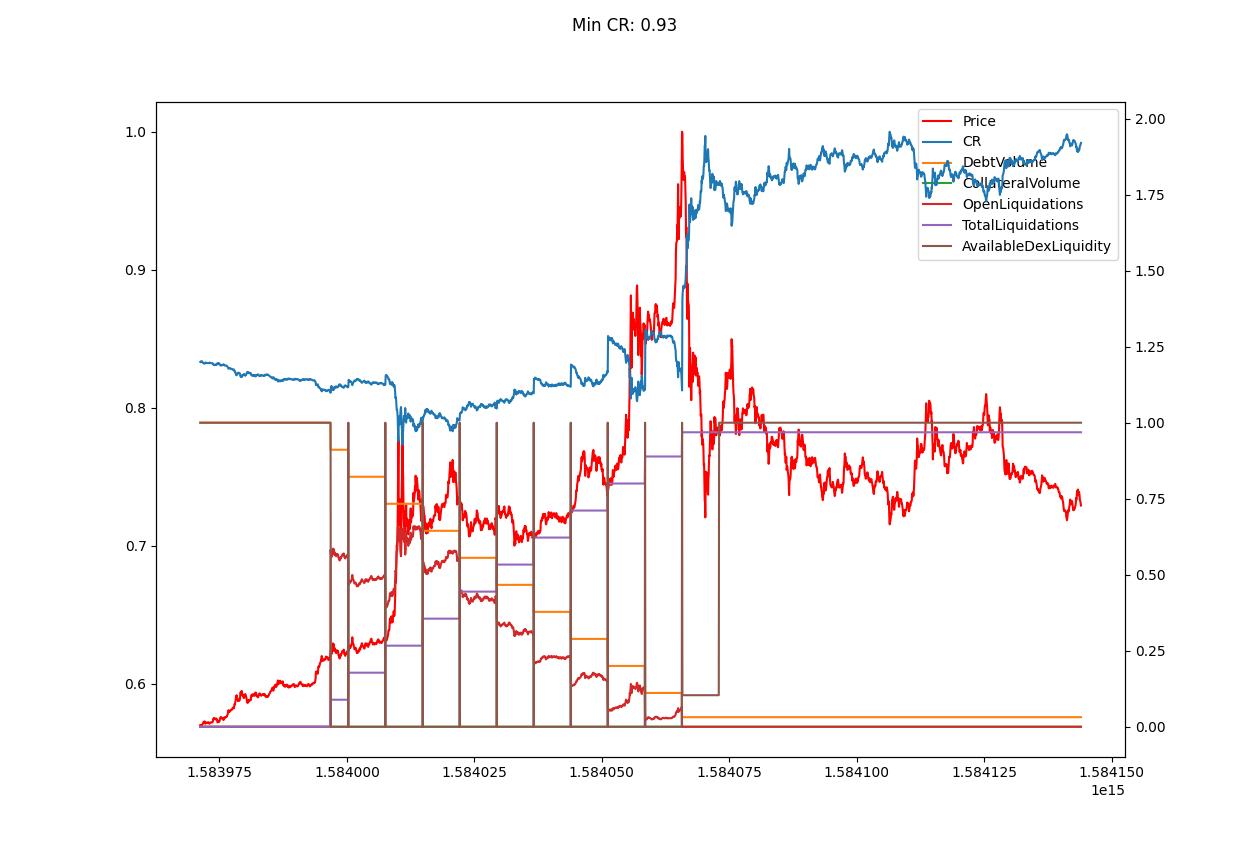 Min CR: 0.93
1.0
0.9
0.8
0.7
0.6
2.00
1.75
1.50
1.25
1.00
0.75
0.50
0.25
0.00
Price
CR
DebtVolume
CollateralVolume
OpenLiquidations
TotalLiquidations
AvailableDexLiquidity
1.583975 1.584000 1.584025 1.584050 1.584075 1.584100 1.584125 1.584150
1e15